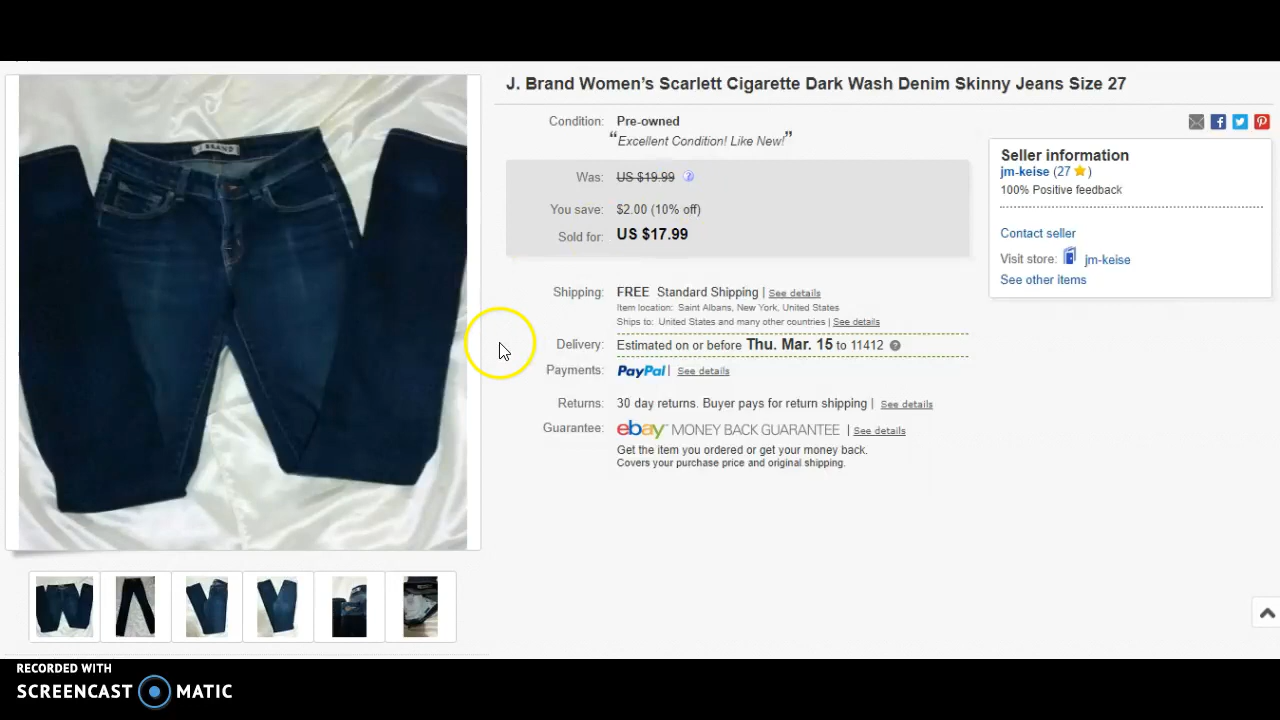 J. Brand Women's Scarlett Cigarette Dark Wash Denim Skinny Jeans Size 27
Condition: Pre-owned
“Excellent Condition! Like New!”
Was: US $19.99
You save: $2.00 (10% off)
Sold for: US $17.99
Shipping: FREE Standard Shipping | See details
Item location: Saint Albans, New York, United States
Ships to: United States and many other countries | See details
Delivery: Estimated on or before Thu. Mar. 15 to 11412
Payments: PayPal | See details
Returns: 30 day returns. Buyer pays for return shipping | See details
Guarantee: ebay MONEY BACK GUARANTEE | See details
Get the item you ordered or get your money back.
Covers your purchase price and original shipping.
Seller information
jm-keise (27 ★)
100% Positive feedback
Contact seller
Visit store: jm-keise
See other items
J BRAND
RECORDED WITH
SCREENCAST MATIC